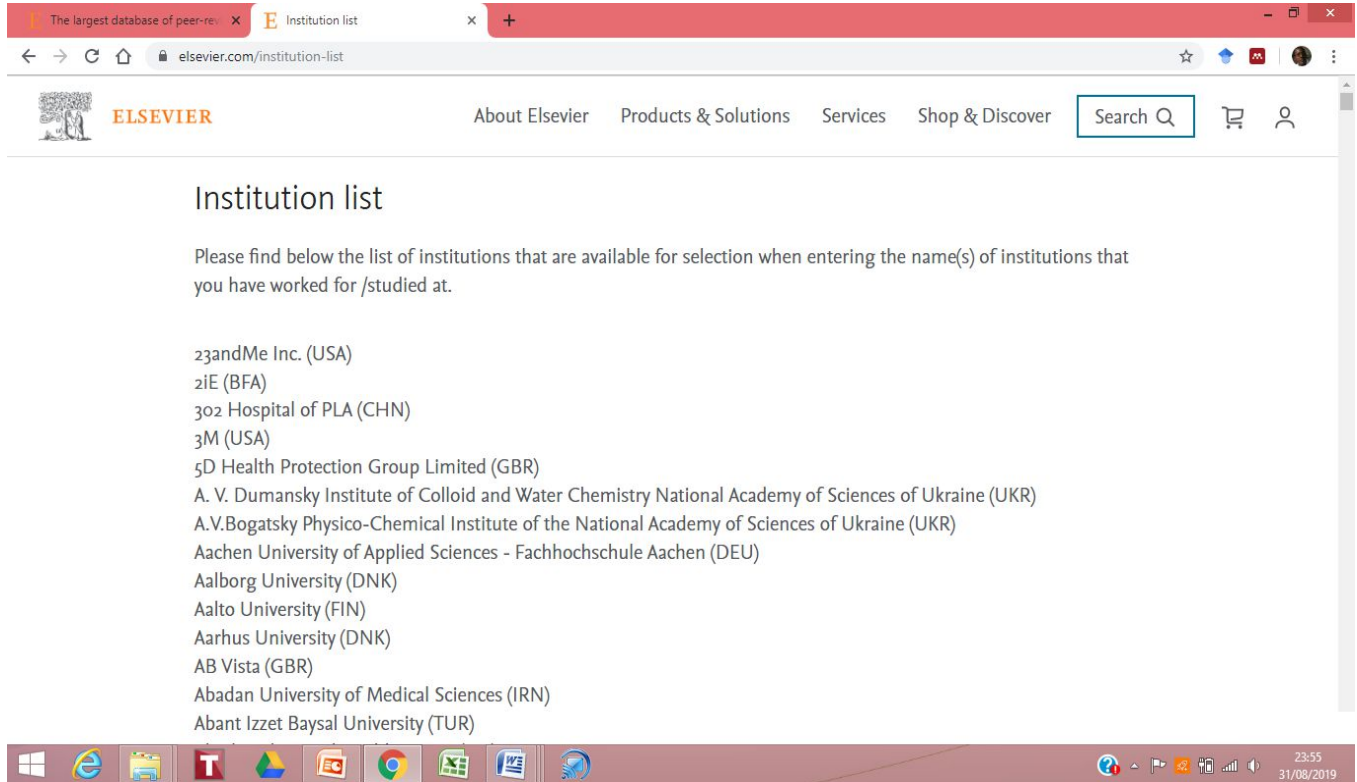 The largest database of peer-rev
Institution list
elsevier.com/institution-list
ELSEVIER
About Elsevier Products & Solutions Services Shop & Discover Search
Institution list
Please find below the list of institutions that are available for selection when entering the name(s) of institutions that
you have worked for /studied at.
23andMe Inc. (USA)
2iE (BFA)
302 Hospital of PLA (CHN)
3M (USA)
5D Health Protection Group Limited (GBR)
A. V. Dumansky Institute of Colloid and Water Chemistry National Academy of Sciences of Ukraine (UKR)
A.V.Bogatsky Physico-Chemical Institute of the National Academy of Sciences of Ukraine (UKR)
Aachen University of Applied Sciences - Fachhochschule Aachen (DEU)
Aalborg University (DNK)
Aalto University (FIN)
Aarhus University (DNK)
AB Vista (GBR)
Abadan University of Medical Sciences (IRN)
Abant Izzet Baysal University (TUR)
23:55
31/08/2019